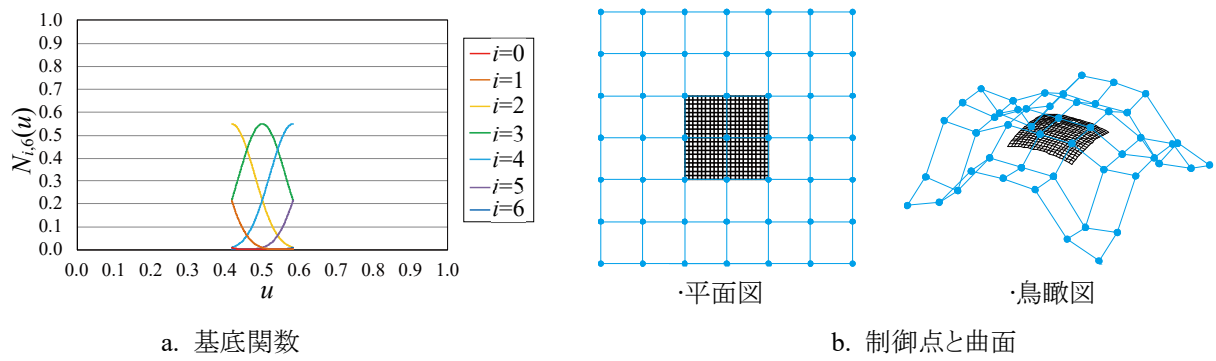 1.0
0.9
0.8
0.7
0.6
0.5
0.4
0.3
0.2
0.1
0.0
N_{i,6}(u)
0.0 0.1 0.2 0.3 0.4 0.5 0.6 0.7 0.8 0.9 1.0
u
i=0
i=1
i=2
i=3
i=4
i=5
i=6
a. 基底関数
·平面図
·鳥瞰図
b. 制御点と曲面